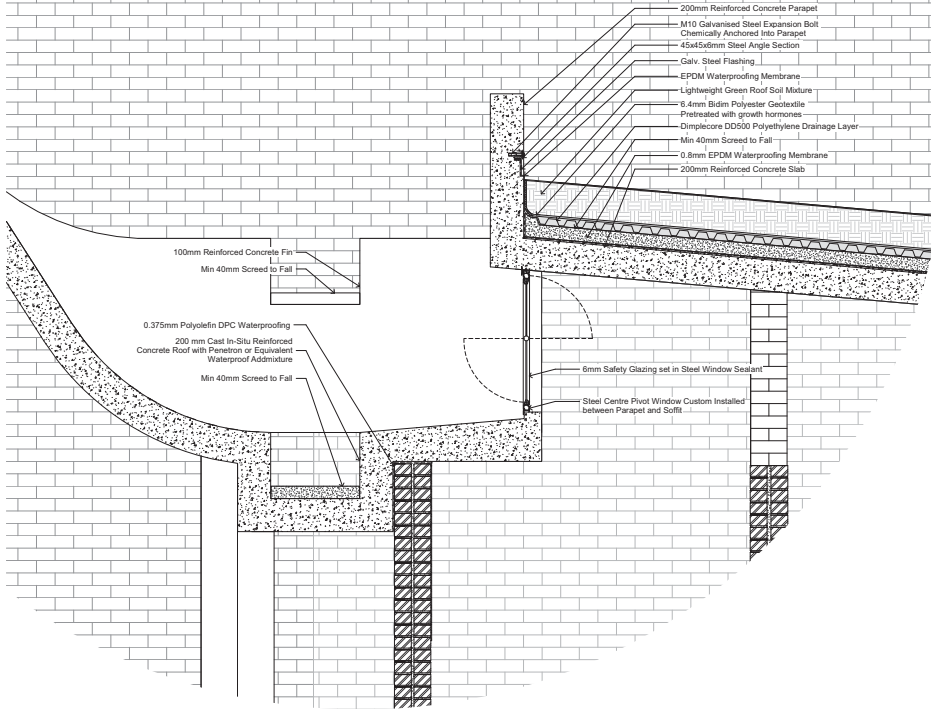 200mm Reinforced Concrete Parapet
M10 Galvanised Steel Expansion Bolt
Chemically Anchored Into Parapet
45x45x6mm Steel Angle Section
Galv. Steel Flashing
EPDM Waterproofing Membrane
Lightweight Green Roof Soil Mixture
6.4mm Bidim Polyester Geotextile
Pretreated with growth hormones
Dimplecore DD500 Polyethylene Drainage Layer
Min 40mm Screed to Fall
0.8mm EPDM Waterproofing Membrane
200mm Reinforced Concrete Slab
100mm Reinforced Concrete Fin
Min 40mm Screed to Fall
0.375mm Polyolefin DPC Waterproofing
200 mm Cast In-Situ Reinforced
Concrete Roof with Penetron or Equivalent
Waterproof Addmixture
Min 40mm Screed to Fall
6mm Safety Glazing set in Steel Window Sealant
Steel Centre Pivot Window Custom Installed
between Parapet and Soffit